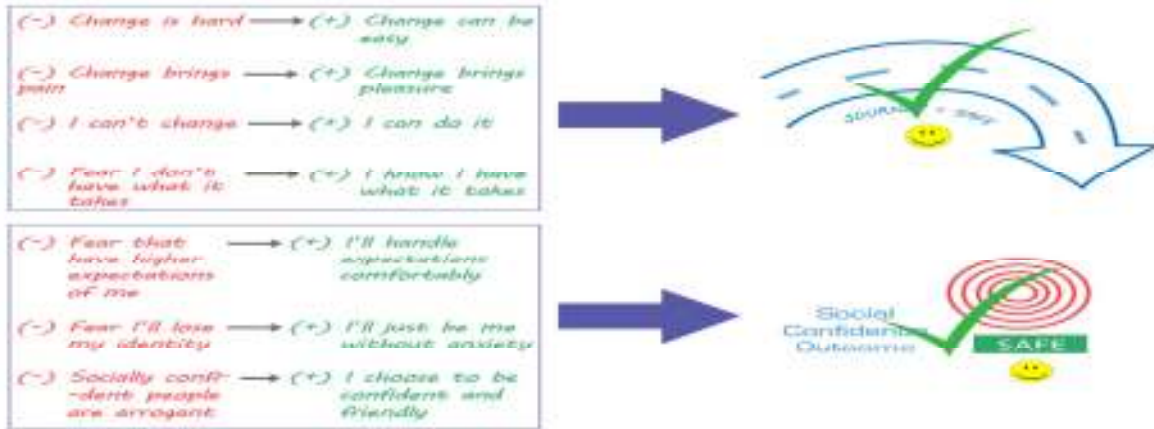 (-) Change is hard (+) Change can be
easy
(-) Change brings (+) Change brings
pain pleasure
(-) I can't change (+) I can do it
(-) Fear I don't (+) I know I have
have what it what it takes
takes
JOURNEY = SAFE
(-) Fear that (+) I'll handle
have higher expectations
expectations comfortably
of me
(-) Fear I'll lose (+) I'll just be me
my identity without anxiety
(-) Socially confi- (+) I choose to be
-dent people confident and
are arrogant friendly
Social
Confidence
Outcome
SAFE